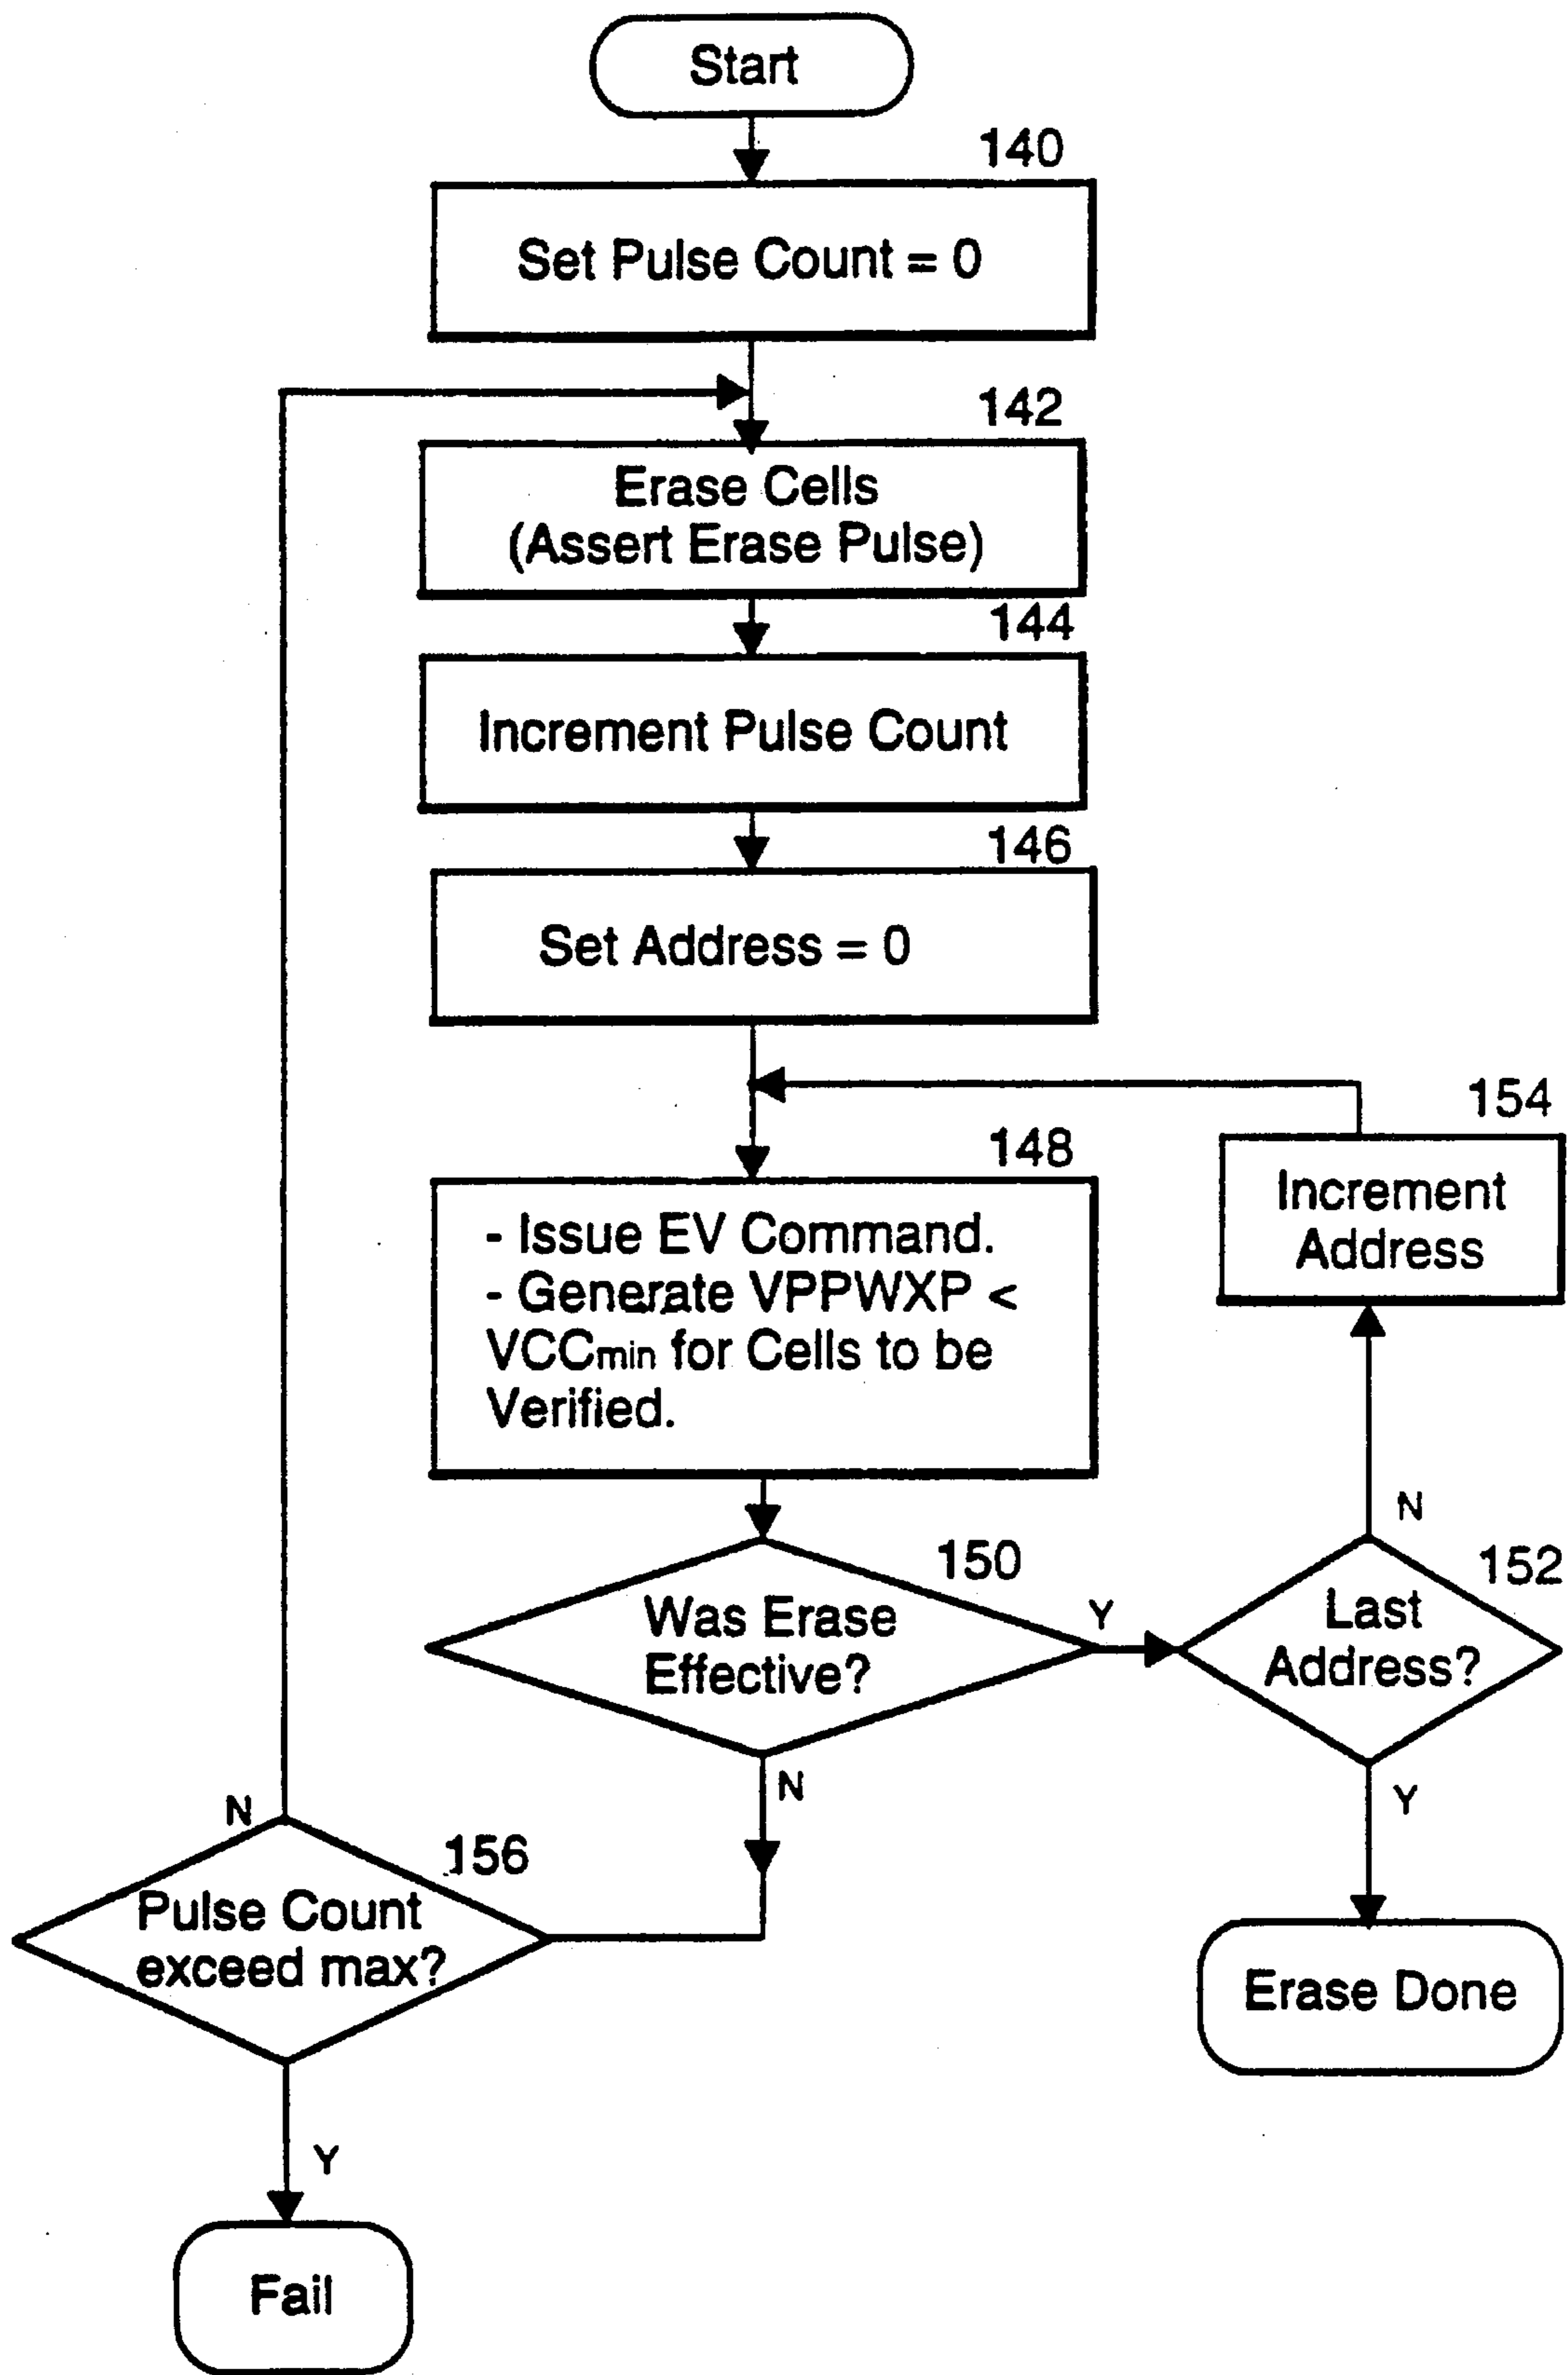 Start
140
Set Pulse Count = 0
142
Erase Cells
(Assert Erase Pulse)
144
Increment Pulse Count
146
Set Address = 0
148
- Issue EV Command.
- Generate VPPWXP <
VCCmin for Cells to be
Verified.
154
Increment
Address
N
150
Was Erase
Effective?
Y
152
Last
Address?
N
Y
N
156
Pulse Count
exceed max?
Erase Done
Y
Fail